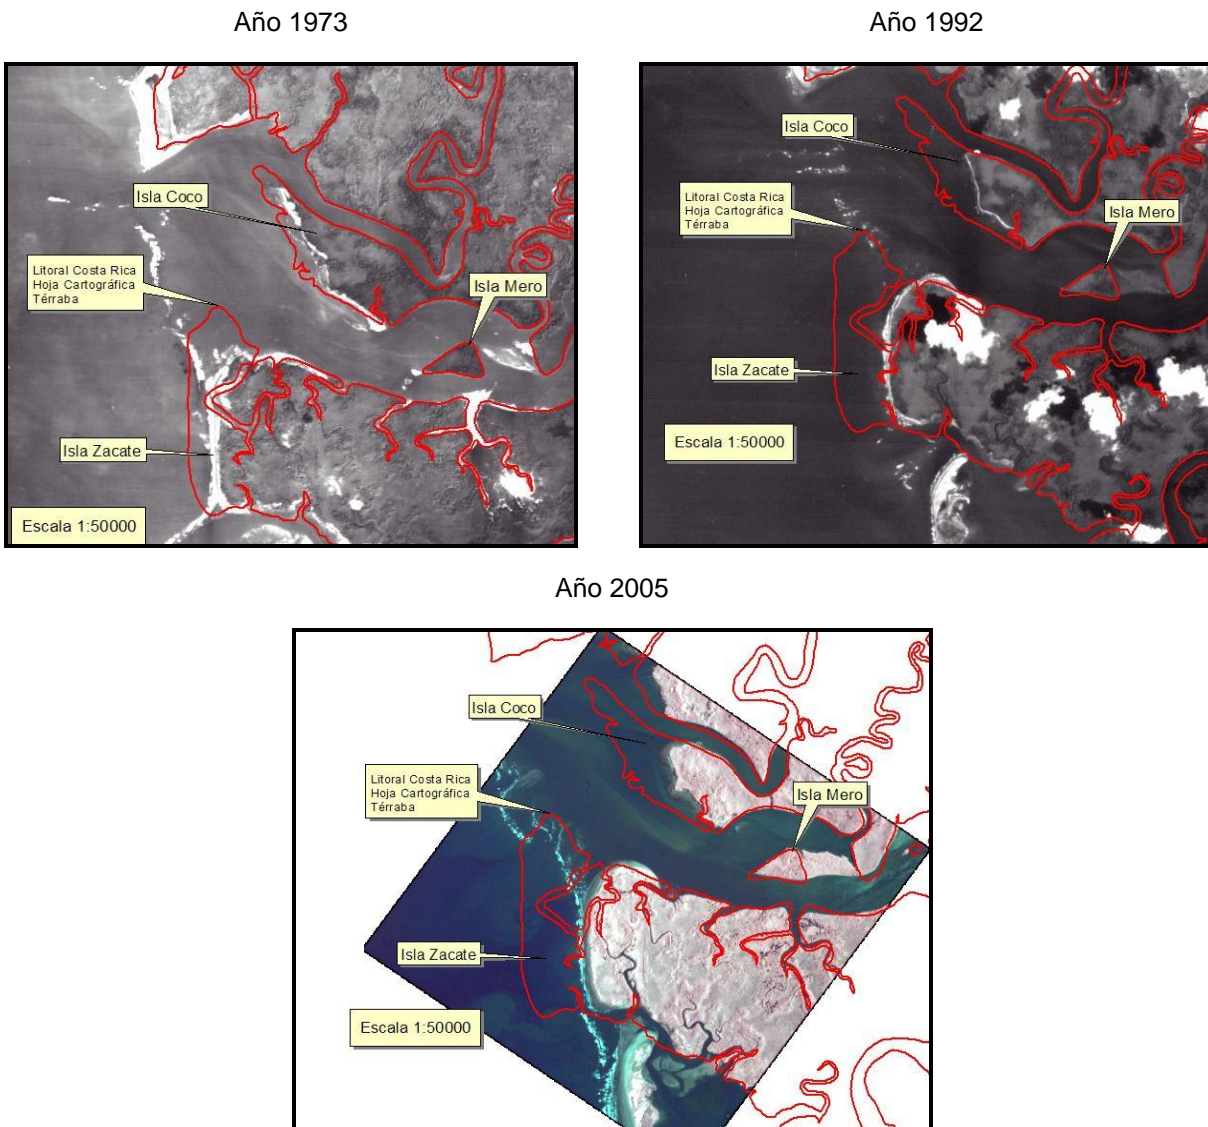 Año 1973
Isla Coco
Litoral Costa Rica
Hoja Cartográfica
Térraba
Isla Mero
Isla Zacate
Escala 1:50000
Año 1992
Isla Coco
Litoral Costa Rica
Hoja Cartográfica
Térraba
Isla Mero
Isla Zacate
Escala 1:50000
Año 2005
Isla Coco
Litoral Costa Rica
Hoja Cartográfica
Térraba
Isla Mero
Isla Zacate
Escala 1:50000